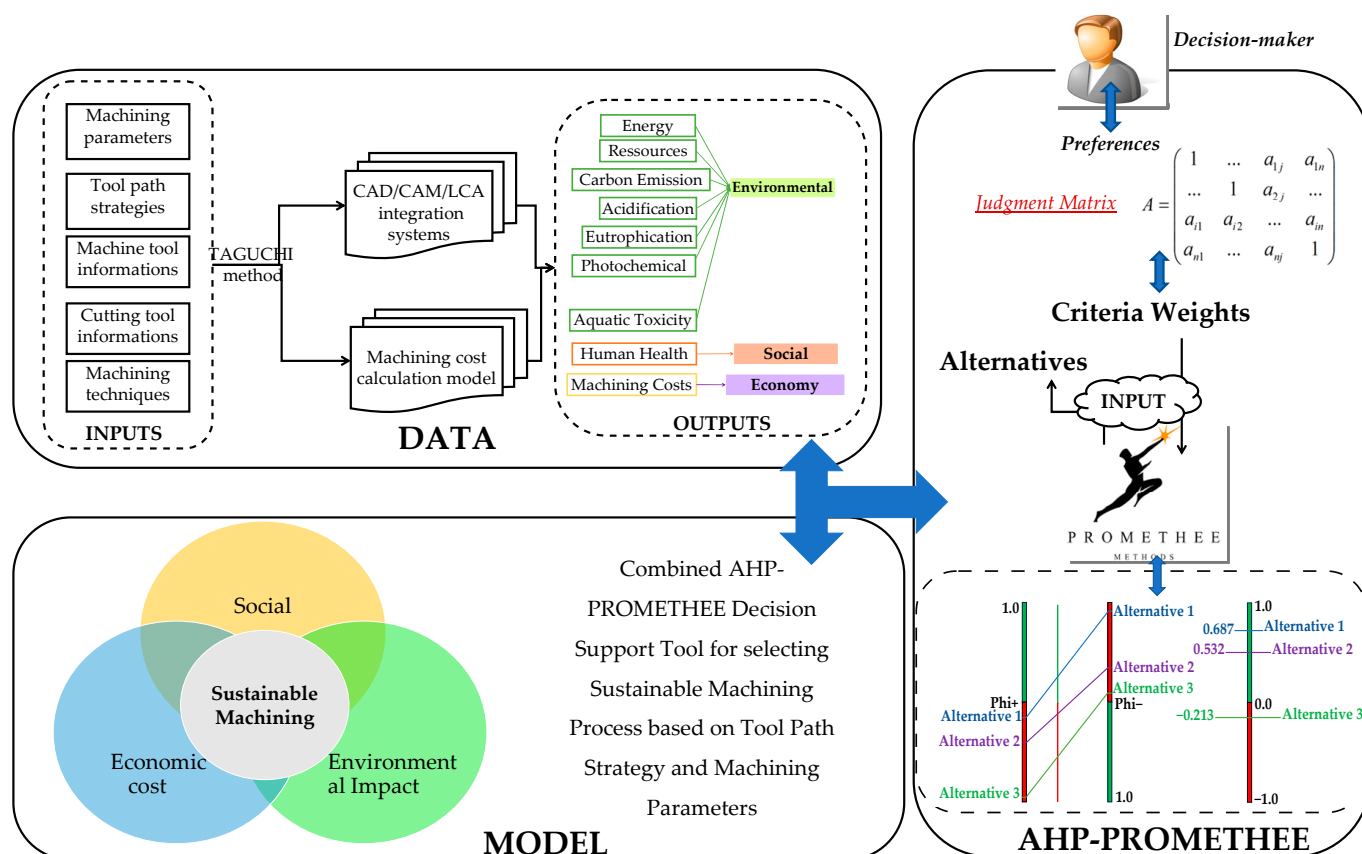 Machining
parameters
Tool path
strategies
Machine tool
informations
Cutting tool
informations
Machining
techniques
INPUTS
TAGUCHI
method
CAD/CAM/LCA
integration
systems
Machining cost
calculation model
DATA
Energy
Ressources
Carbon Emission
Acidification
Eutrophication
Photochemical
Aquatic Toxicity
Human Health
Machining Costs
Environmental
Social
Economy
OUTPUTS
Social
Sustainable
Machining
Economic
cost
Environment
al Impact
Combined AHP-
PROMETHEE Decision
Support Tool for selecting
Sustainable Machining
Process based on Tool Path
Strategy and Machining
Parameters
MODEL
Decision-maker
Preferences
Judgment Matrix
A =
1 ... a1j a1n
... 1 a2j ...
ai1 ai2 ... ain
an1 ... anj 1
Criteria Weights
Alternatives
INPUT
PROMETHEE
METHODS
1.0
Phi+
Alternative 1
Alternative 2
Alternative 3
Alternative 1
Alternative 2
Alternative 3
Phi−
1.0
1.0
0.687 Alternative 1
0.532 Alternative 2
0.0
−0.213 Alternative 3
−1.0
AHP-PROMETHEE